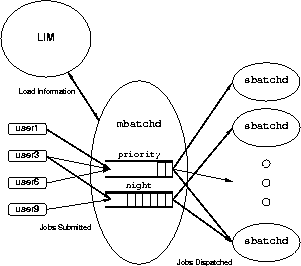 LIM
Load Information
sbatchd
mbatchd
user1
sbatchd
user3
priority
user6
night
user9
Jobs Submitted
sbatchd
Jobs Dispatched